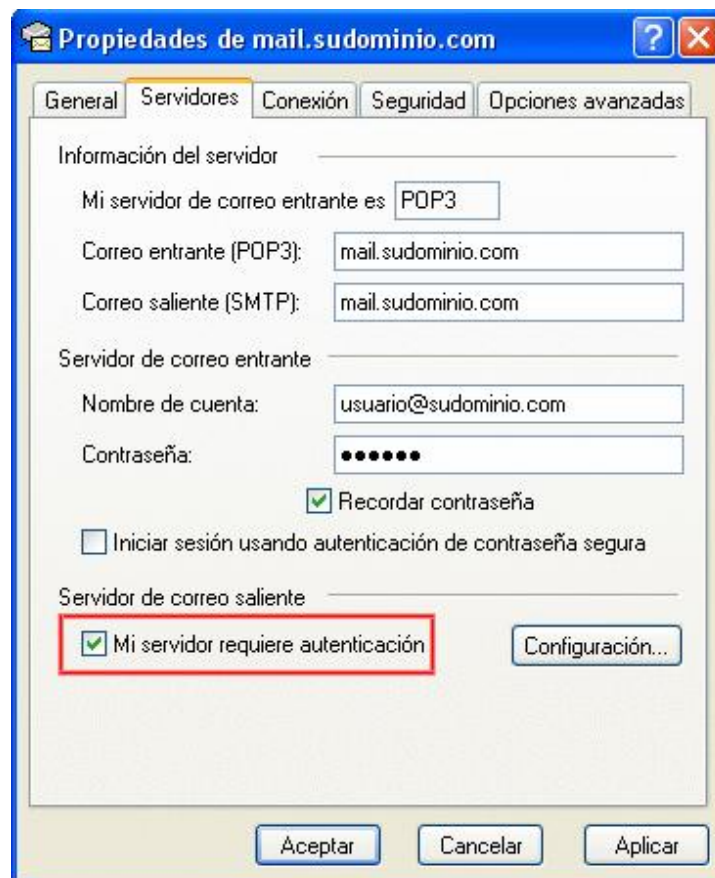 Propiedades de mail.sudominio.com
General Servidores Conexión Seguridad Opciones avanzadas
Información del servidor
Mi servidor de correo entrante es POP3
Correo entrante (POP3): mail.sudominio.com
Correo saliente (SMTP): mail.sudominio.com
Servidor de correo entrante
Nombre de cuenta: usuario@sudominio.com
Contraseña: ●●●●●●
Recordar contraseña
Iniciar sesión usando autenticación de contraseña segura
Servidor de correo saliente
Mi servidor requiere autenticación Configuración...
Aceptar Cancelar Aplicar